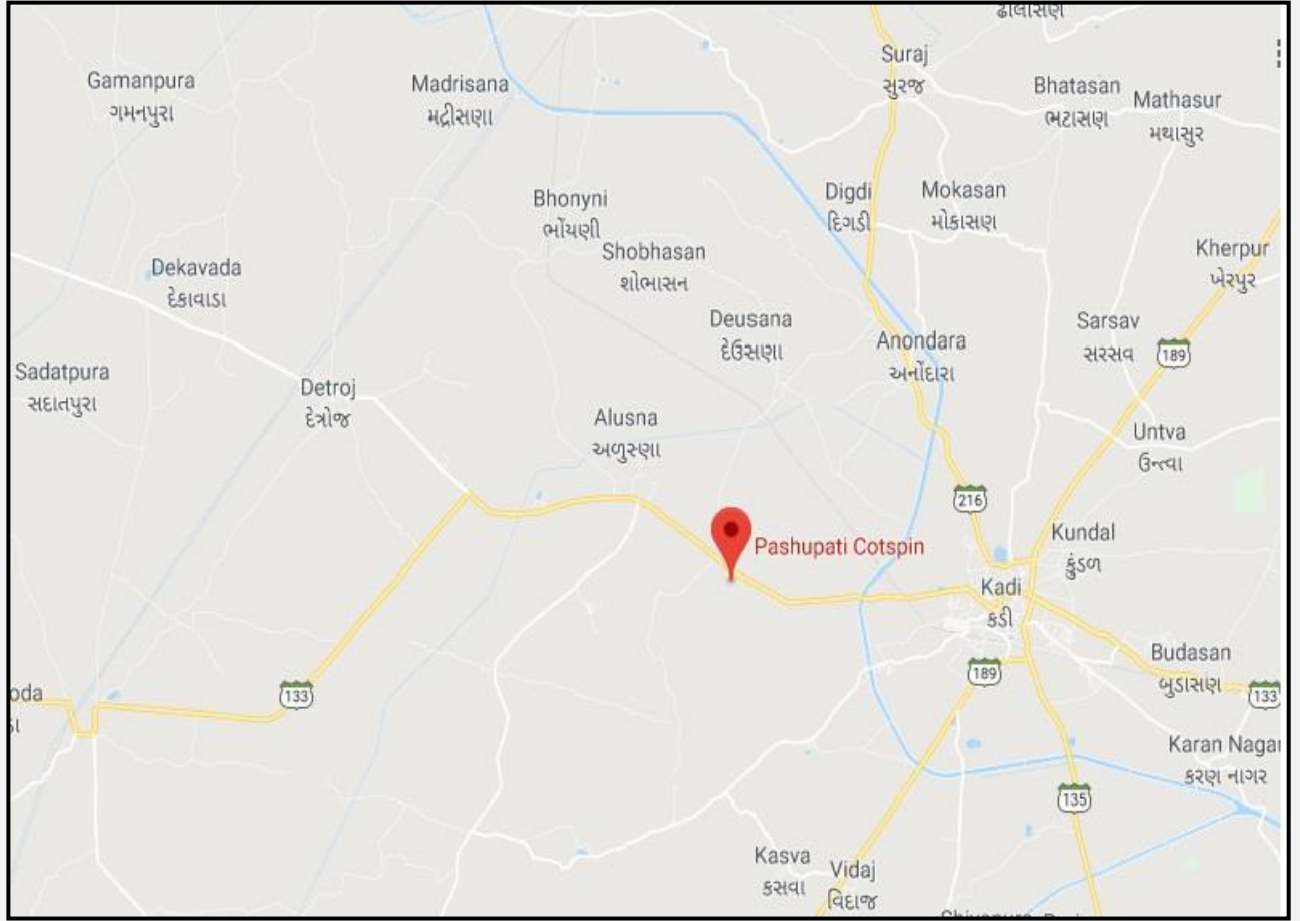 ઢાલીસણ
Suraj
સુરજ
Gamanpura
ગમનપુરા
Madrisana
મદ્રીસણા
Bhatasan
ભટાસણ
Mathasur
મથાસુર
Bhonyni
ભોંયણી
Digdi
દિગડી
Mokasan
મોકાસણ
Shobhasan
શોભાસન
Kherpur
ખેરપુર
Dekavada
દેકાવાડા
Deusana
દેઉસણા
Sarsav
સરસવ
Anondara
અનોંદારા
189
Sadatpura
સદાતપુરા
Detroj
દેત્રોજ
Alusna
અળુસ્ણા
Untva
ઉન્ત્વા
216
Pashupati Cotspin
Kundal
કુંડળ
Kadi
કડી
Budasan
બુડાસણ
189
133
oda
133
Karan Nagar
કરણ નાગર
135
Kasva
કસવા
Vidaj
વિદાજ